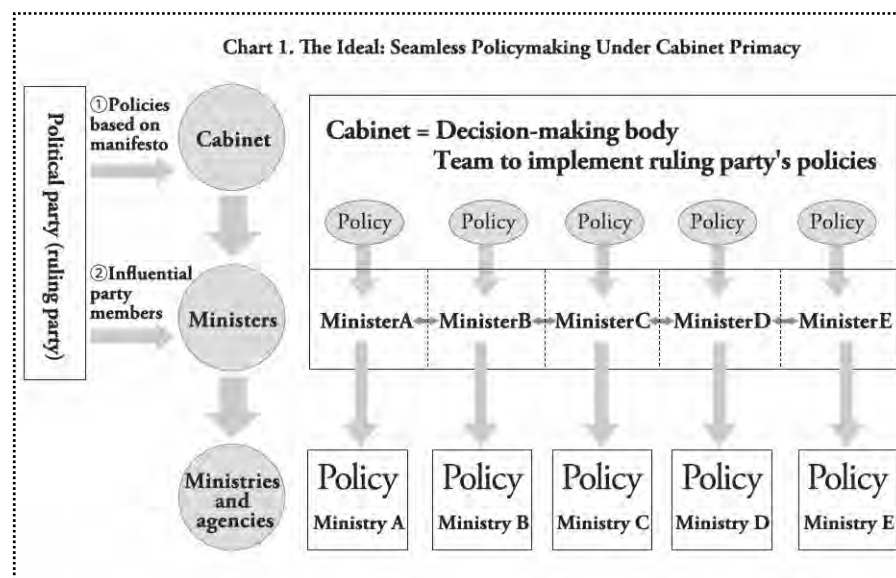 Chart 1. The Ideal: Seamless Policymaking Under Cabinet Primacy
Political party (ruling party)
①Policies
based on
manifesto
Cabinet
②Influential
party
members
Ministers
Ministries
and
agencies
Cabinet = Decision-making body
Team to implement ruling party's policies
Policy Policy Policy Policy Policy
MinisterA MinisterB MinisterC MinisterD MinisterE
Policy Policy Policy Policy Policy
Ministry A Ministry B Ministry C Ministry D Ministry E